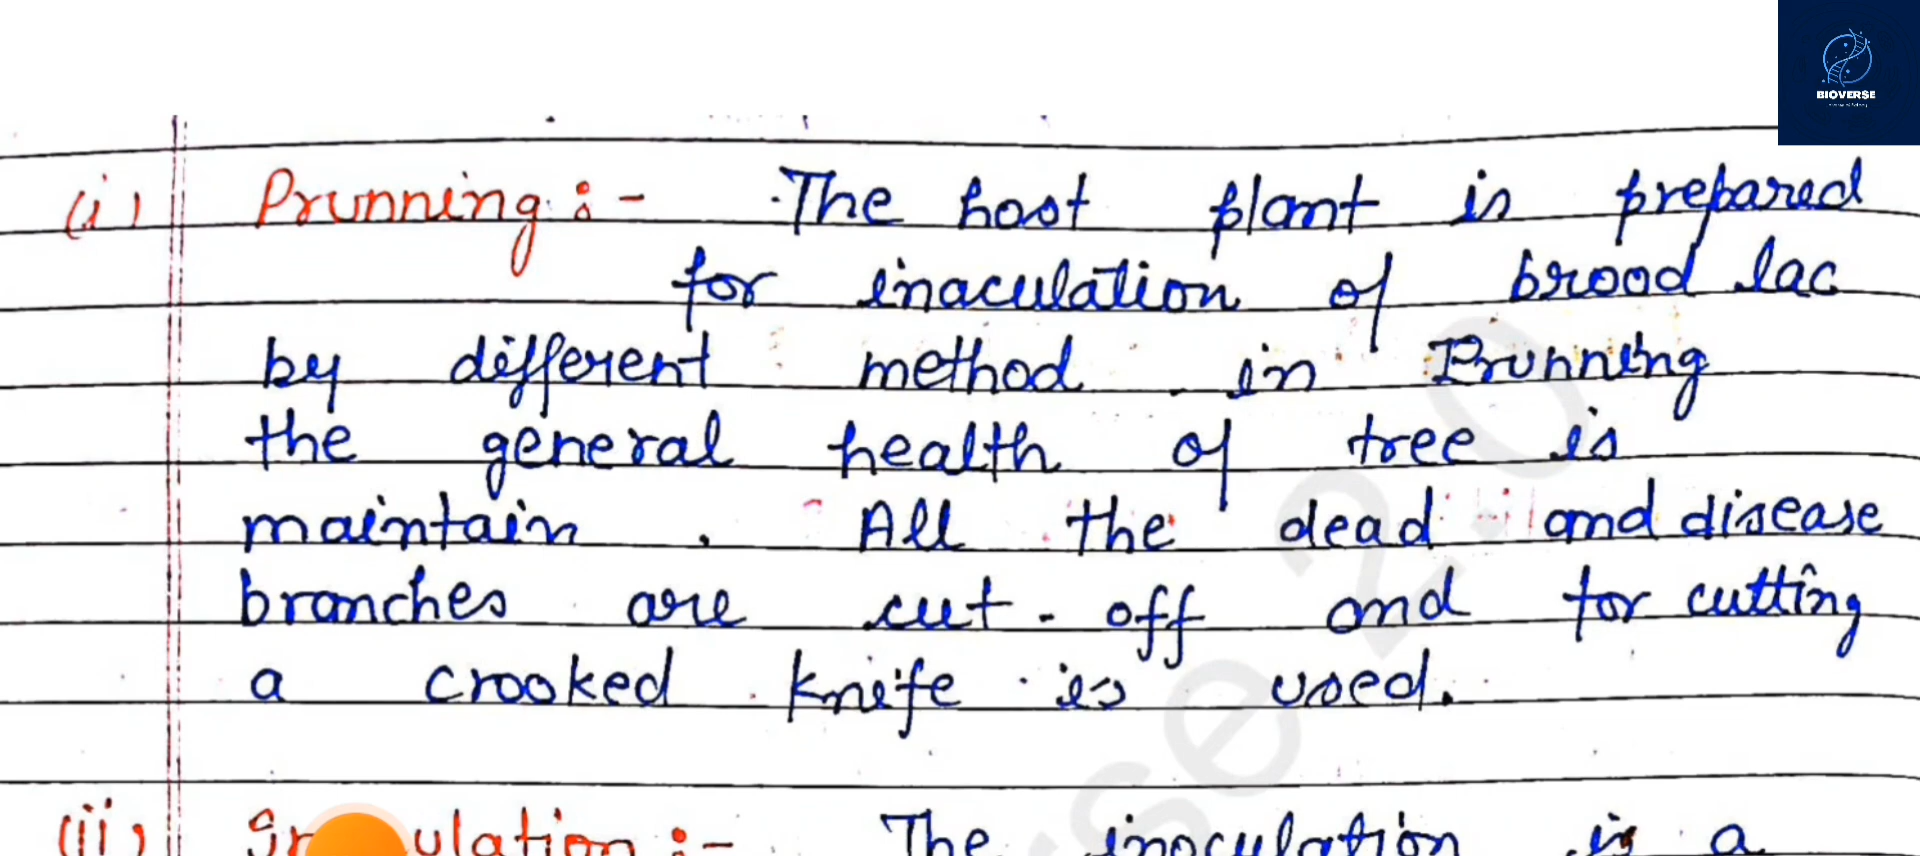 BIOVERSE
(i) Prunning :- The host plant is prepared
for inaculation of brood lac
by different method in Prunning
the general health of tree is
maintain . All the dead and disease
branches are cut - off and for cutting
a crooked knife is used.
(ii) ulation :- The inoculation is a